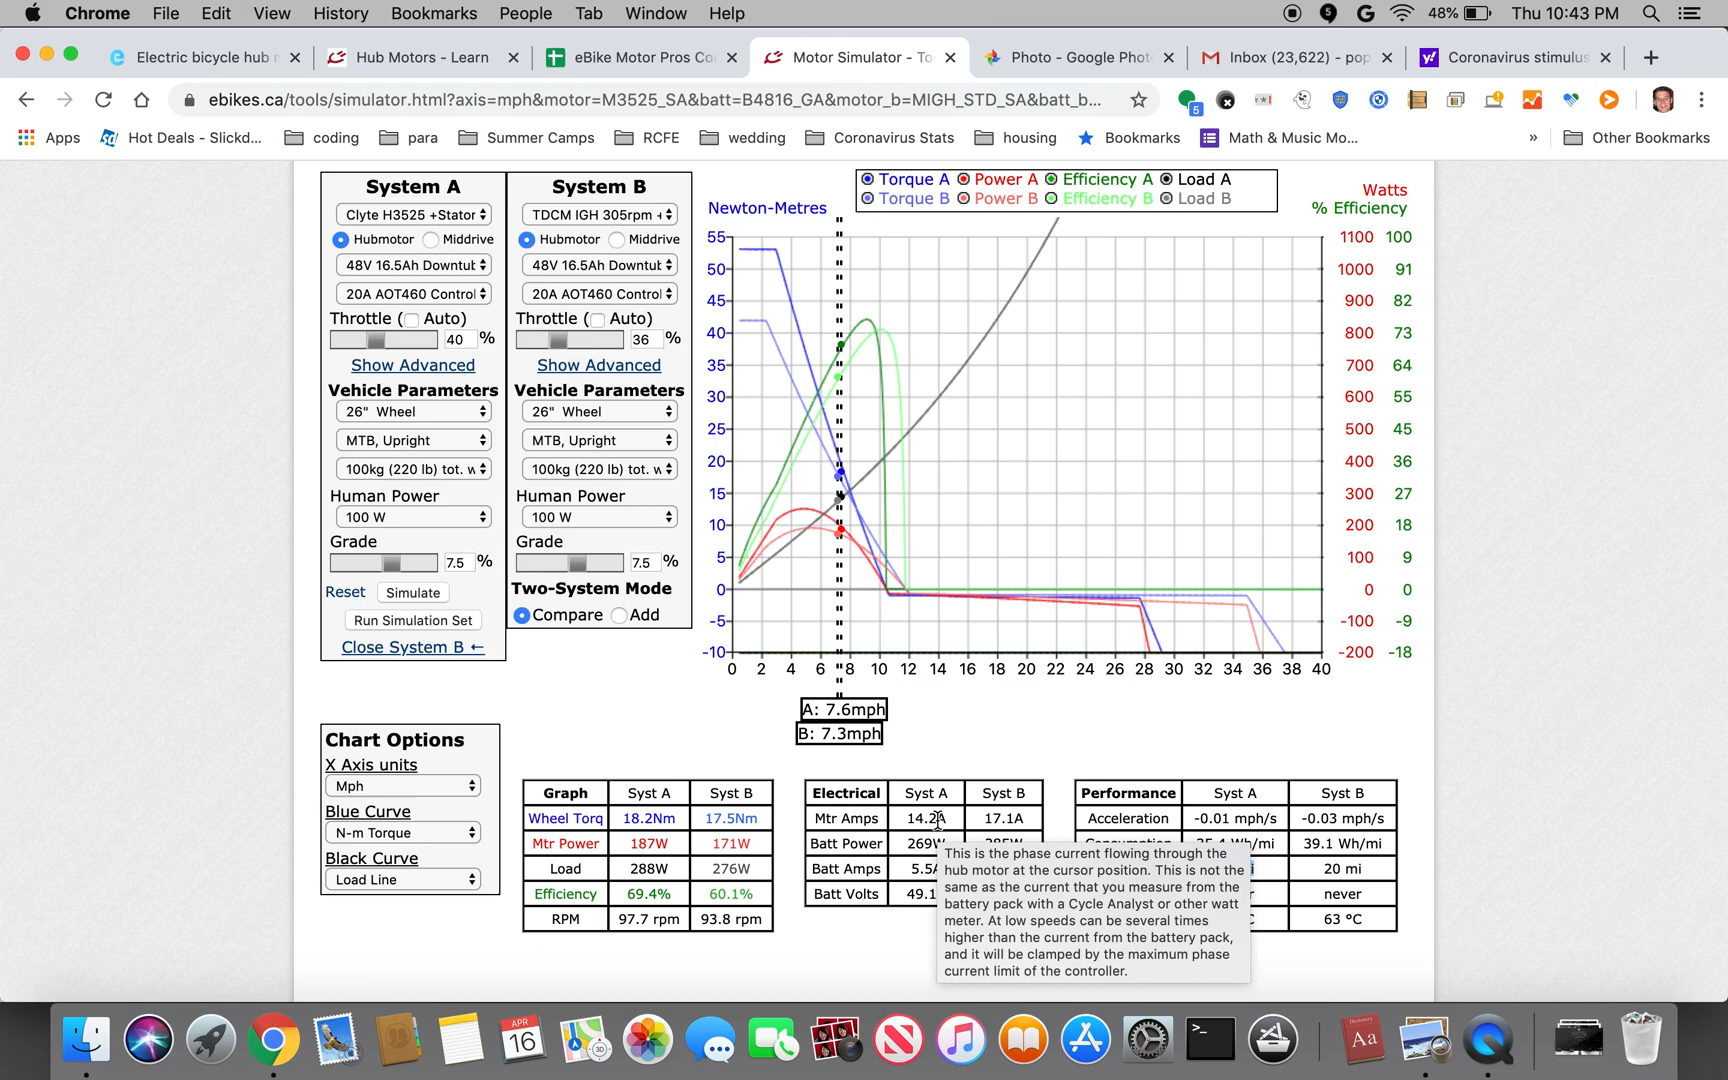 Chrome File Edit View History Bookmarks People Tab Window Help
5 G 48% Thu 10:43 PM
Electric bicycle hub r
Hub Motors - Learn
eBike Motor Pros Co
Motor Simulator - To
Photo - Google Phot
Inbox (23,622) - pop
Coronavirus stimulus
ebikes.ca/tools/simulator.html?axis=mph&motor=M3525_SA&batt=B4816_GA&motor_b=MIGH_STD_SA&batt_b...
5
Apps Hot Deals - Slickd... coding para Summer Camps RCFE wedding Coronavirus Stats housing Bookmarks Math & Music Mo... » Other Bookmarks
System A
Clyte H3525 +Stator
Hubmotor Middrive
48V 16.5Ah Downtut
20A AOT460 Control
Throttle ( Auto)
40 %
Show Advanced
Vehicle Parameters
26" Wheel
MTB, Upright
100kg (220 lb) tot. w
Human Power
100 W
Grade
7.5 %
Reset Simulate
Run Simulation Set
Close System B ←
System B
TDCM IGH 305rpm +
Hubmotor Middrive
48V 16.5Ah Downtut
20A AOT460 Control
Throttle ( Auto)
36 %
Show Advanced
Vehicle Parameters
26" Wheel
MTB, Upright
100kg (220 lb) tot. w
Human Power
100 W
Grade
7.5 %
Two-System Mode
Compare Add
Torque A Power A Efficiency A Load A
Torque B Power B Efficiency B Load B
Newton-Metres
Watts
% Efficiency
55 1100 100
50 1000 91
45 900 82
40 800 73
35 700 64
30 600 55
25 500 45
20 400 36
15 300 27
10 200 18
5 100 9
0 0 0
-5 -100 -9
-10 -200 -18
0 2 4 6 8 10 12 14 16 18 20 22 24 26 28 30 32 34 36 38 40
A: 7.6mph
B: 7.3mph
Chart Options
X Axis units
Mph
Blue Curve
N-m Torque
Black Curve
Load Line
Graph Syst A Syst B
Wheel Torq 18.2Nm 17.5Nm
Mtr Power 187W 171W
Load 288W 276W
Efficiency 69.4% 60.1%
RPM 97.7 rpm 93.8 rpm
Electrical Syst A Syst B
Mtr Amps 14.2A 17.1A
Batt Power 269W
Batt Amps 5.5A
Batt Volts 49.1
Performance Syst A Syst B
Acceleration -0.01 mph/s -0.03 mph/s
39.1 Wh/mi
20 mi
never
63 °C
This is the phase current flowing through the
hub motor at the cursor position. This is not the
same as the current that you measure from the
battery pack with a Cycle Analyst or other watt
meter. At low speeds can be several times
higher than the current from the battery pack,
and it will be clamped by the maximum phase
current limit of the controller.
APR
16
3D
Aa